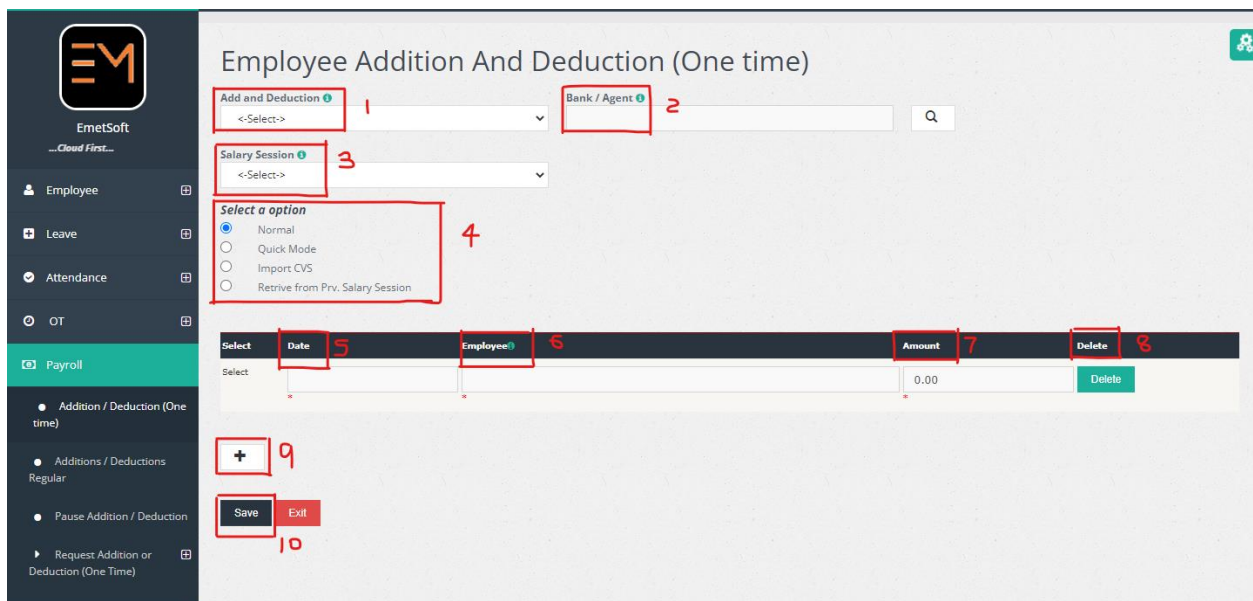 EM
EmetSoft
...Cloud First...
Employee
Leave
Attendance
OT
Payroll
Addition / Deduction (One
time)
Additions / Deductions
Regular
Pause Addition / Deduction
Request Addition or
Deduction (One Time)
Employee Addition And Deduction (One time)
Add and Deduction 1 Bank / Agent 2
<-Select->
Salary Session 3
<-Select->
Select a option
Normal 4
Quick Mode
Import CVS
Retrive from Prv. Salary Session
Select Date 5 Employee 6 Amount 7 Delete 8
Select 0.00 Delete
* * *
+ 9
Save Exit
10